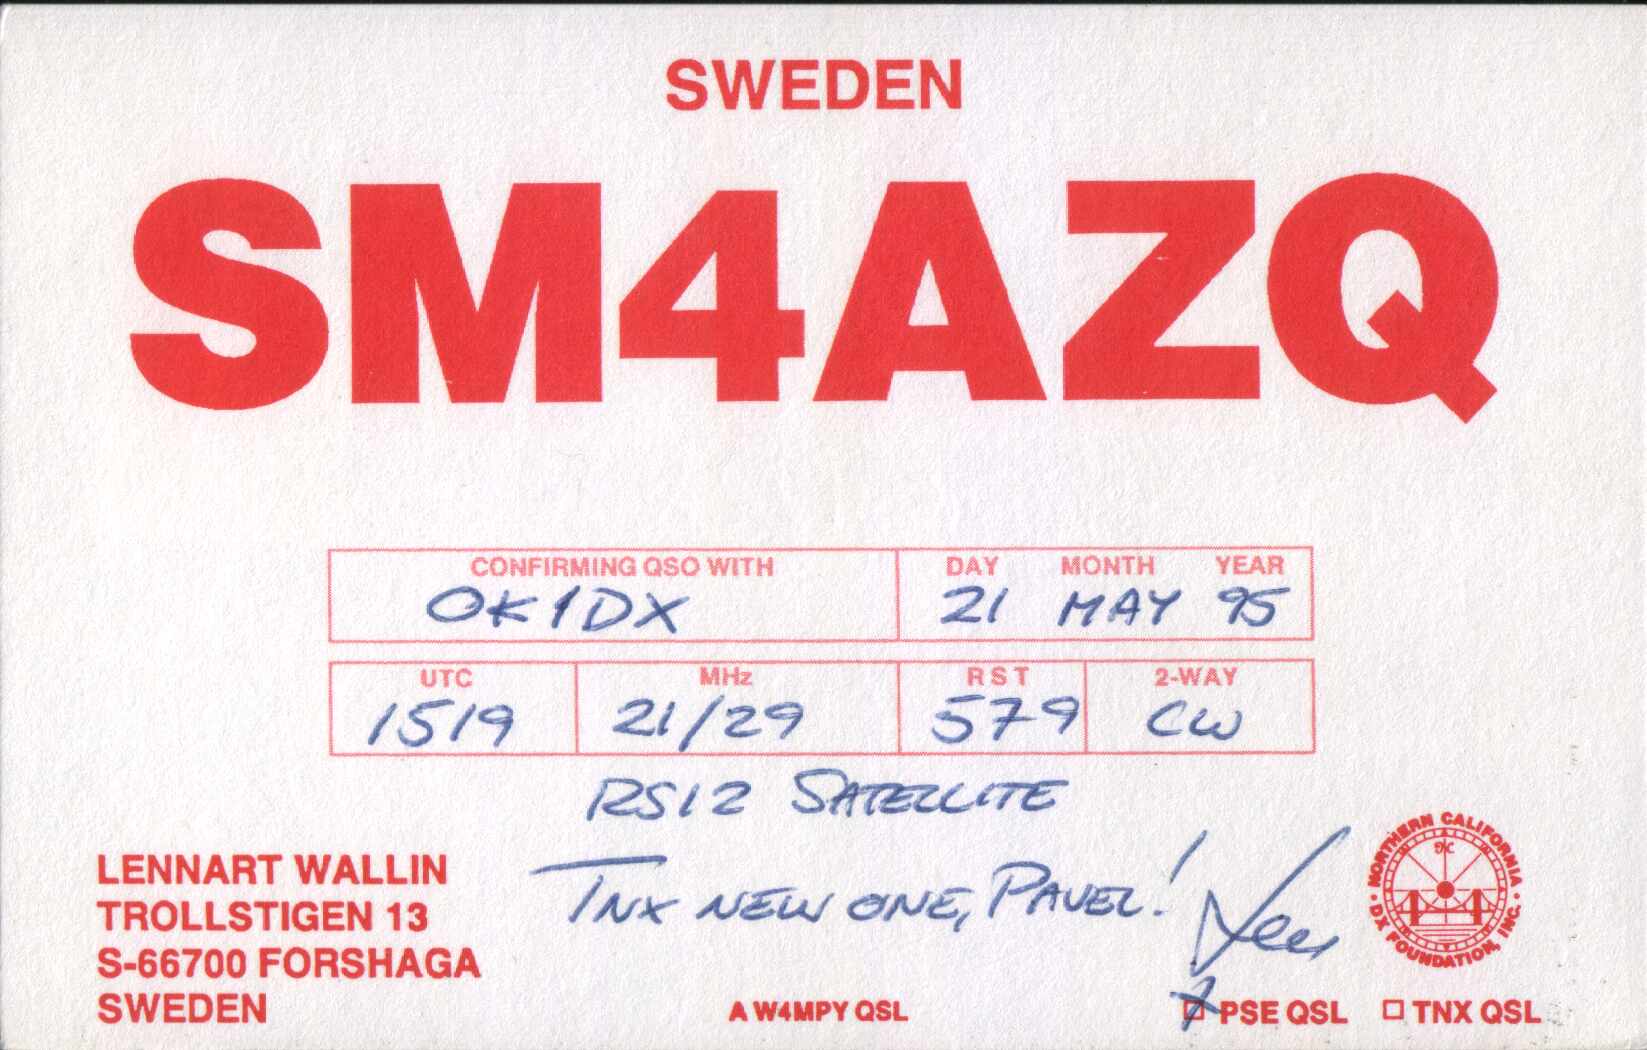 SWEDEN
SM4AZQ
CONFIRMING QSO WITH DAY MONTH YEAR
OK1DX 21 MAY 95
UTC MHz RST 2-WAY
1519 21/29 579 CW
RS12 SATELLITE
TNX NEW ONE, PAVEL!
LENNART WALLIN
TROLLSTIGEN 13
S-66700 FORSHAGA
SWEDEN
NORTHERN CALIFORNIA
DX FOUNDATION, INC.
A W4MPY QSL
X PSE QSL TNX QSL